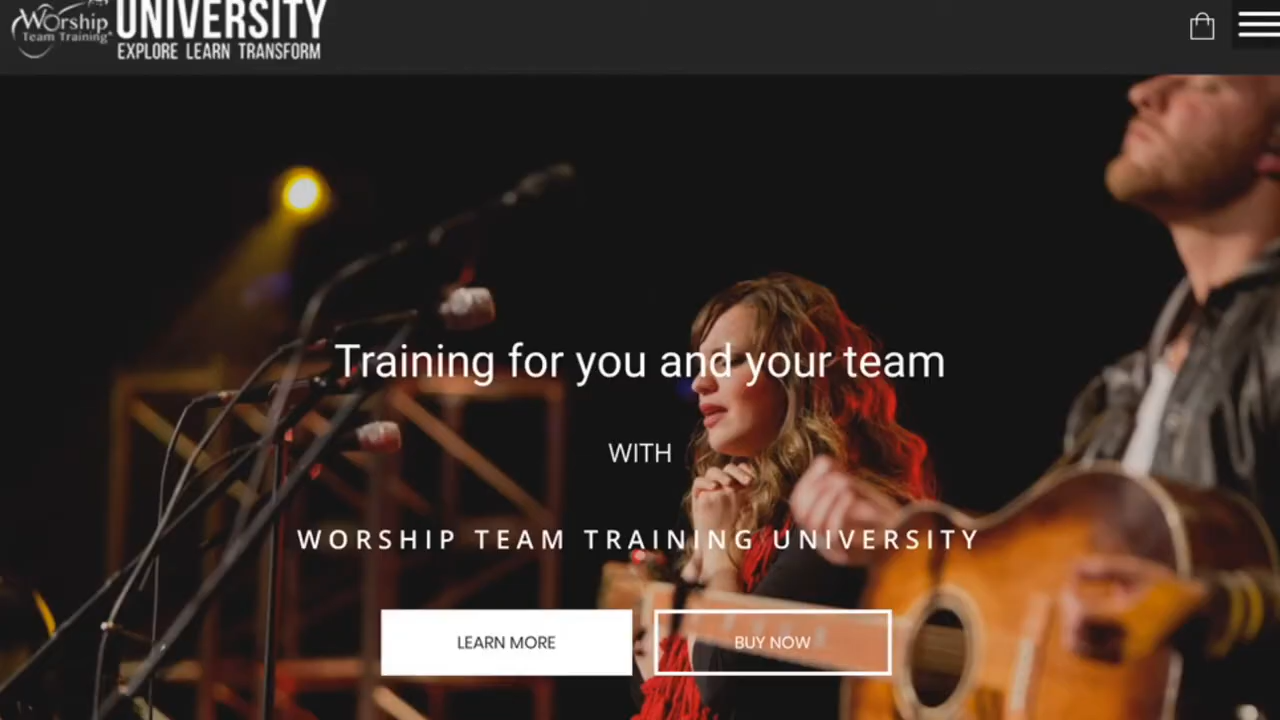 Worship
Team Training®
UNIVERSITY
EXPLORE LEARN TRANSFORM
Training for you and your team
WITH
WORSHIP TEAM TRAINING UNIVERSITY
LEARN MORE
BUY NOW